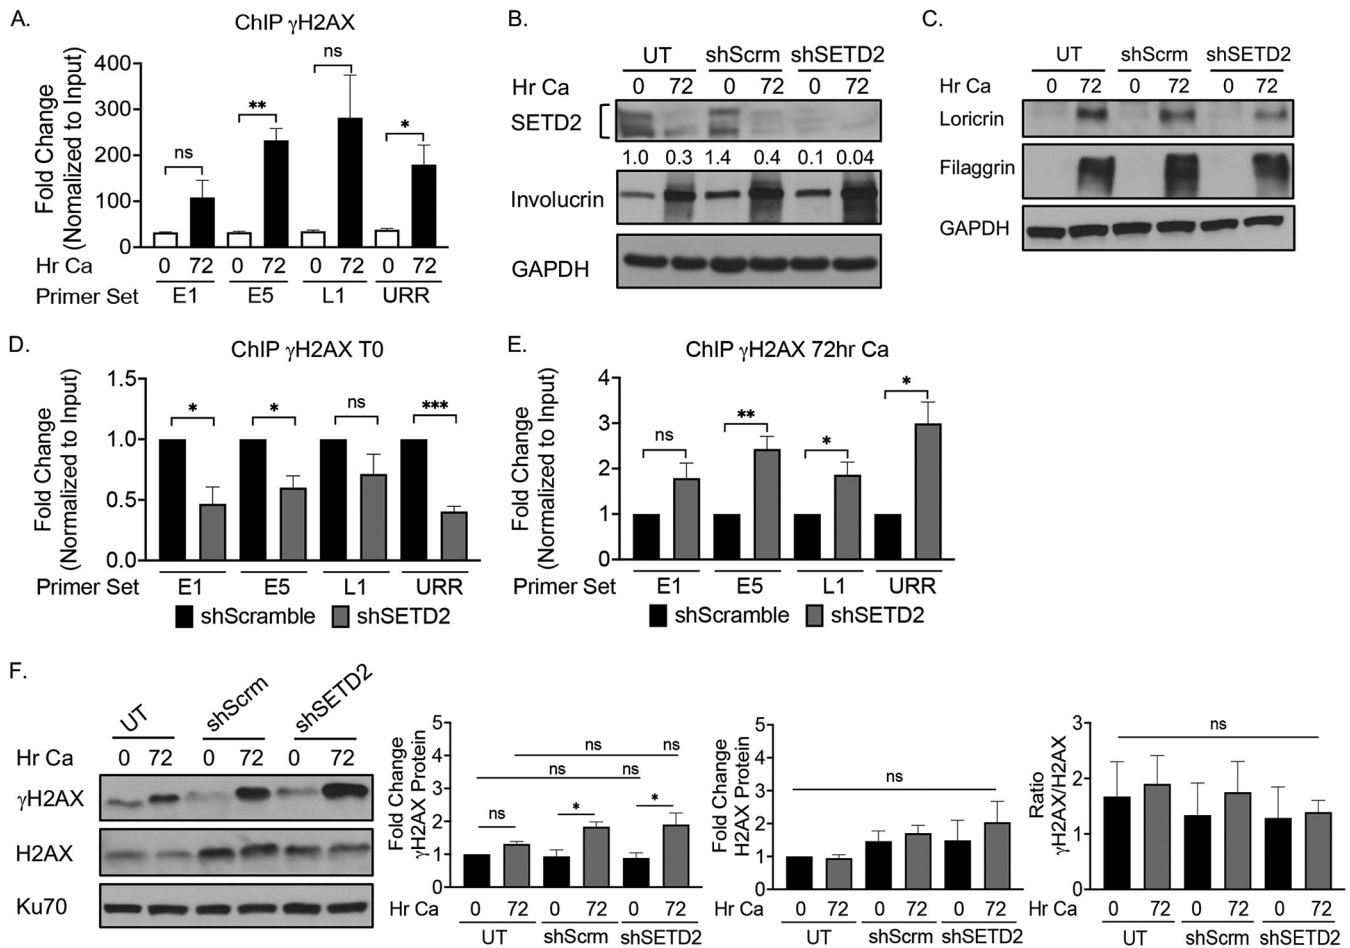 A.
ChIP γH2AX
Fold Change
(Nomalized to Input)
400
300
200
100
0
ns
**
ns
*
Hr Ca 0 72 0 72 0 72 0 72
Primer Set E1 E5 L1 URR
B.
UT shScrm shSETD2
Hr Ca 0 72 0 72 0 72
SETD2
1.0 0.3 1.4 0.4 0.1 0.04
Involucrin
GAPDH
C.
UT shScrm shSETD2
Hr Ca 0 72 0 72 0 72
Loricrin
Filaggrin
GAPDH
D.
ChIP γH2AX T0
Fold Change
(Normalized to Input)
1.5
1.0
0.5
0.0
* * ns ***
Primer Set E1 E5 L1 URR
shScramble shSETD2
E.
ChIP γH2AX 72hr Ca
Fold Change
(Normalized to Input)
4
3
2
1
0
ns ** * *
Primer Set E1 E5 L1 URR
shScramble shSETD2
F.
UT shScrm shSETD2
Hr Ca 0 72 0 72 0 72
γH2AX
H2AX
Ku70
Fold Change
γH2AX Protein
5
4
3
2
1
0
ns ns
ns ns
ns * *
Hr Ca 0 72 0 72 0 72
UT shScrm shSETD2
Fold Change
H2AX Protein
5
4
3
2
1
0
ns
Hr Ca 0 72 0 72 0 72
UT shScrm shSETD2
Ratio
γH2AX/H2AX
3
2
1
0
ns
Hr Ca 0 72 0 72 0 72
UT shScrm shSETD2